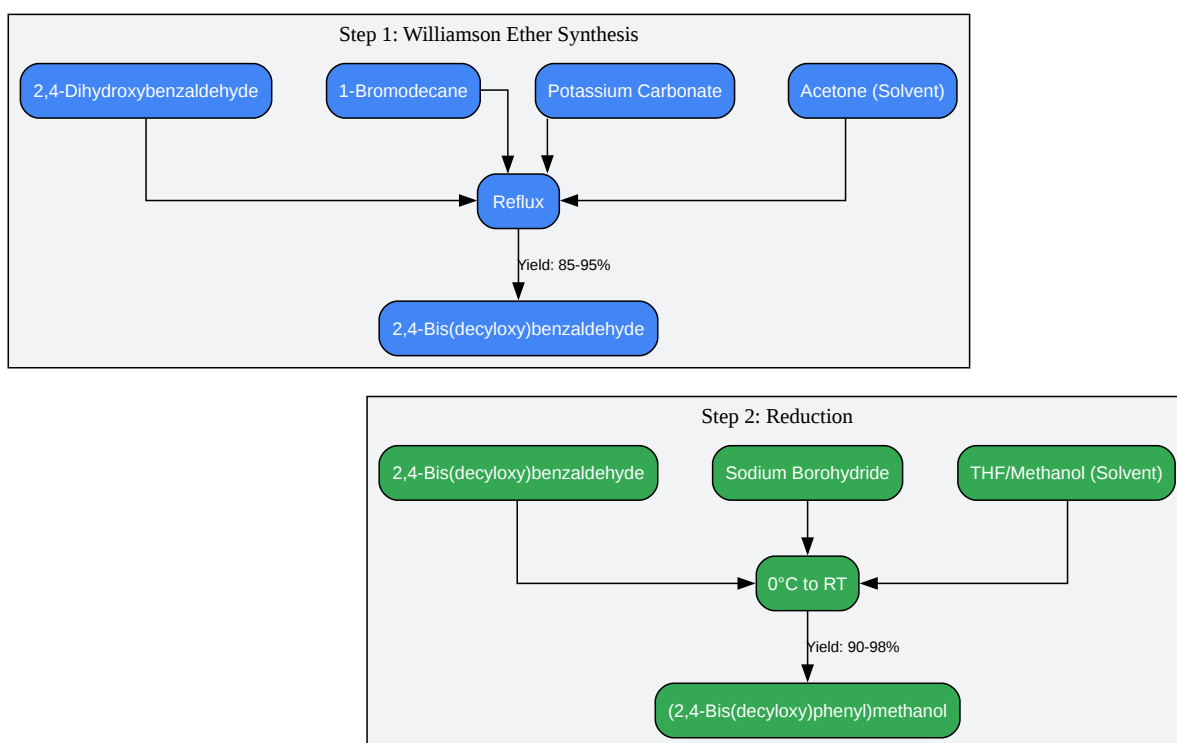 Step 1: Williamson Ether Synthesis
2,4-Dihydroxybenzaldehyde
1-Bromodecane
Potassium Carbonate
Acetone (Solvent)
Reflux
Yield: 85-95%
2,4-Bis(decyloxy)benzaldehyde
Step 2: Reduction
2,4-Bis(decyloxy)benzaldehyde
Sodium Borohydride
THF/Methanol (Solvent)
0°C to RT
Yield: 90-98%
(2,4-Bis(decyloxy)phenyl)methanol